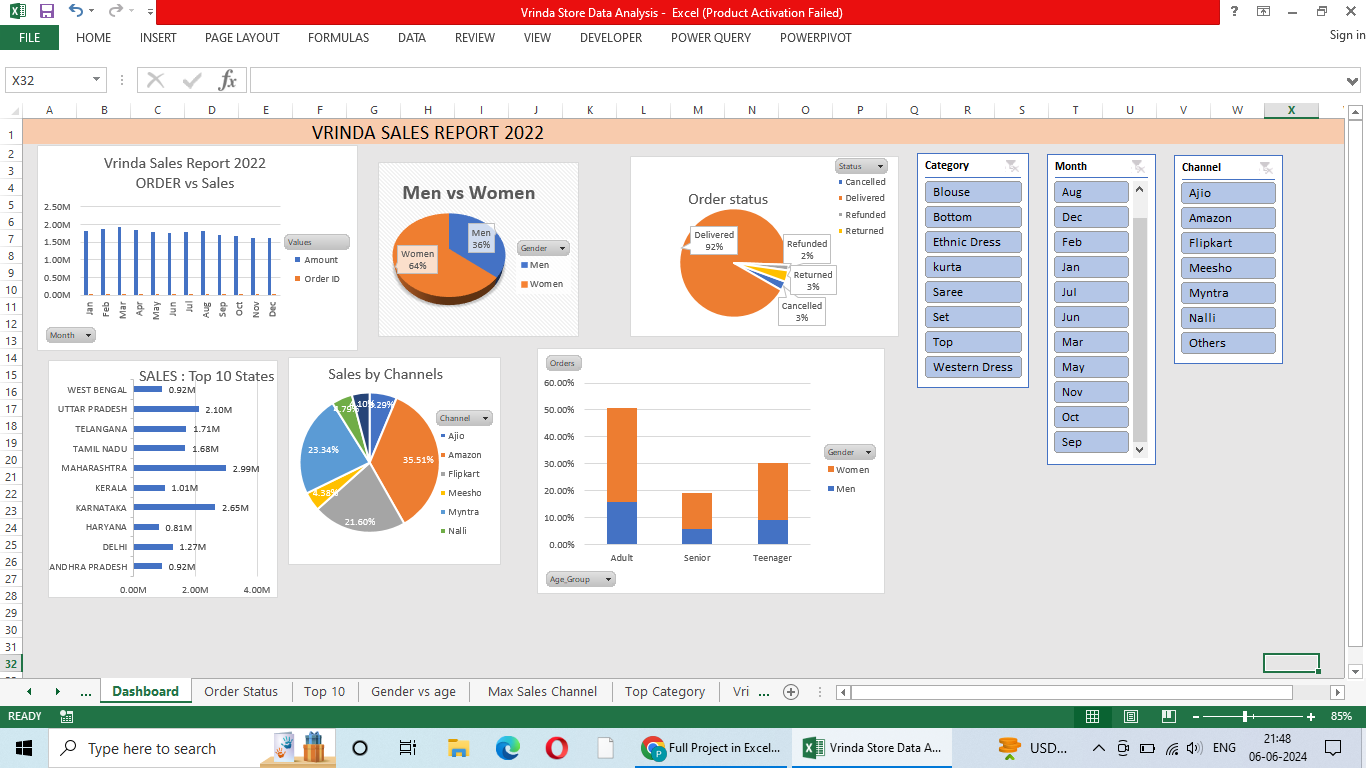 Vrinda Store Data Analysis - Excel (Product Activation Failed)
FILE HOME INSERT PAGE LAYOUT FORMULAS DATA REVIEW VIEW DEVELOPER POWER QUERY POWERPIVOT Sign in
X32 fx
A B C D E F G H I J K L M N O P Q R S T U V W X
1 2 3 4 5 6 7 8 9 10 11 12 13 14 15 16 17 18 19 20 21 22 23 24 25 26 27 28 29 30 31 32
VRINDA SALES REPORT 2022
Vrinda Sales Report 2022
ORDER vs Sales
2.50M
2.00M
1.50M
1.00M
0.50M
0.00M
Jan Feb Mar Apr May Jun Jul Aug Sep Oct Nov Dec
Values
Amount
Order ID
Month
Men vs Women
Men
36%
Women
64%
Gender
Men
Women
Order status
Delivered
92%
Refunded
2%
Returned
3%
Cancelled
3%
Status
Cancelled
Delivered
Refunded
Returned
Category
Blouse
Bottom
Ethnic Dress
kurta
Saree
Set
Top
Western Dress
Month
Aug
Dec
Feb
Jan
Jul
Jun
Mar
May
Nov
Oct
Sep
Channel
Ajio
Amazon
Flipkart
Meesho
Myntra
Nalli
Others
SALES : Top 10 States
WEST BENGAL 0.92M
UTTAR PRADESH 2.10M
TELANGANA 1.71M
TAMIL NADU 1.68M
MAHARASHTRA 2.99M
KERALA 1.01M
KARNATAKA 2.65M
HARYANA 0.81M
DELHI 1.27M
ANDHRA PRADESH 0.92M
0.00M 2.00M 4.00M
Sales by Channels
35.51%
21.60%
4.38%
23.34%
Channel
Ajio
Amazon
Flipkart
Meesho
Myntra
Nalli
Orders
60.00%
50.00%
40.00%
30.00%
20.00%
10.00%
0.00%
Adult Senior Teenager
Gender
Women
Men
Age_Group
... Dashboard Order Status Top 10 Gender vs age Max Sales Channel Top Category Vri ...
READY 85%
Type here to search Full Project in Excel... Vrinda Store Data A... USD... ENG 21:48
06-06-2024